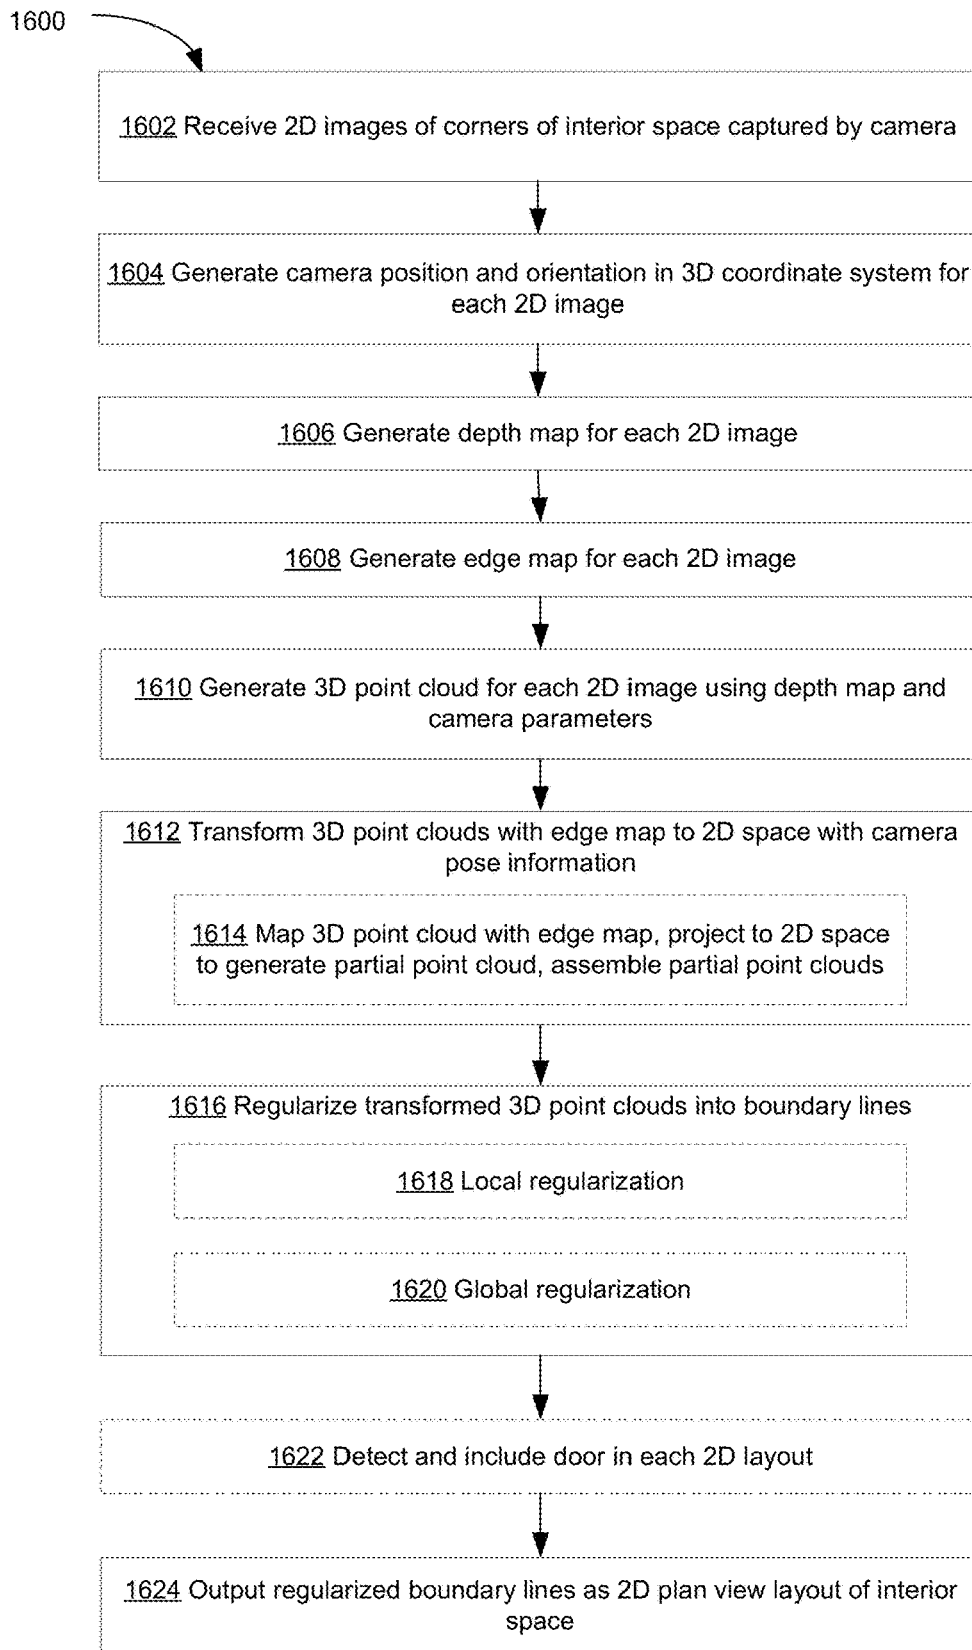 1600
1602 Receive 2D images of corners of interior space captured by camera
1604 Generate camera position and orientation in 3D coordinate system for
each 2D image
1606 Generate depth map for each 2D image
1608 Generate edge map for each 2D image
1610 Generate 3D point cloud for each 2D image using depth map and
camera parameters
1612 Transform 3D point clouds with edge map to 2D space with camera
pose information
1614 Map 3D point cloud with edge map, project to 2D space
to generate partial point cloud, assemble partial point clouds
1616 Regularize transformed 3D point clouds into boundary lines
1618 Local regularization
1620 Global regularization
1622 Detect and include door in each 2D layout
1624 Output regularized boundary lines as 2D plan view layout of interior
space